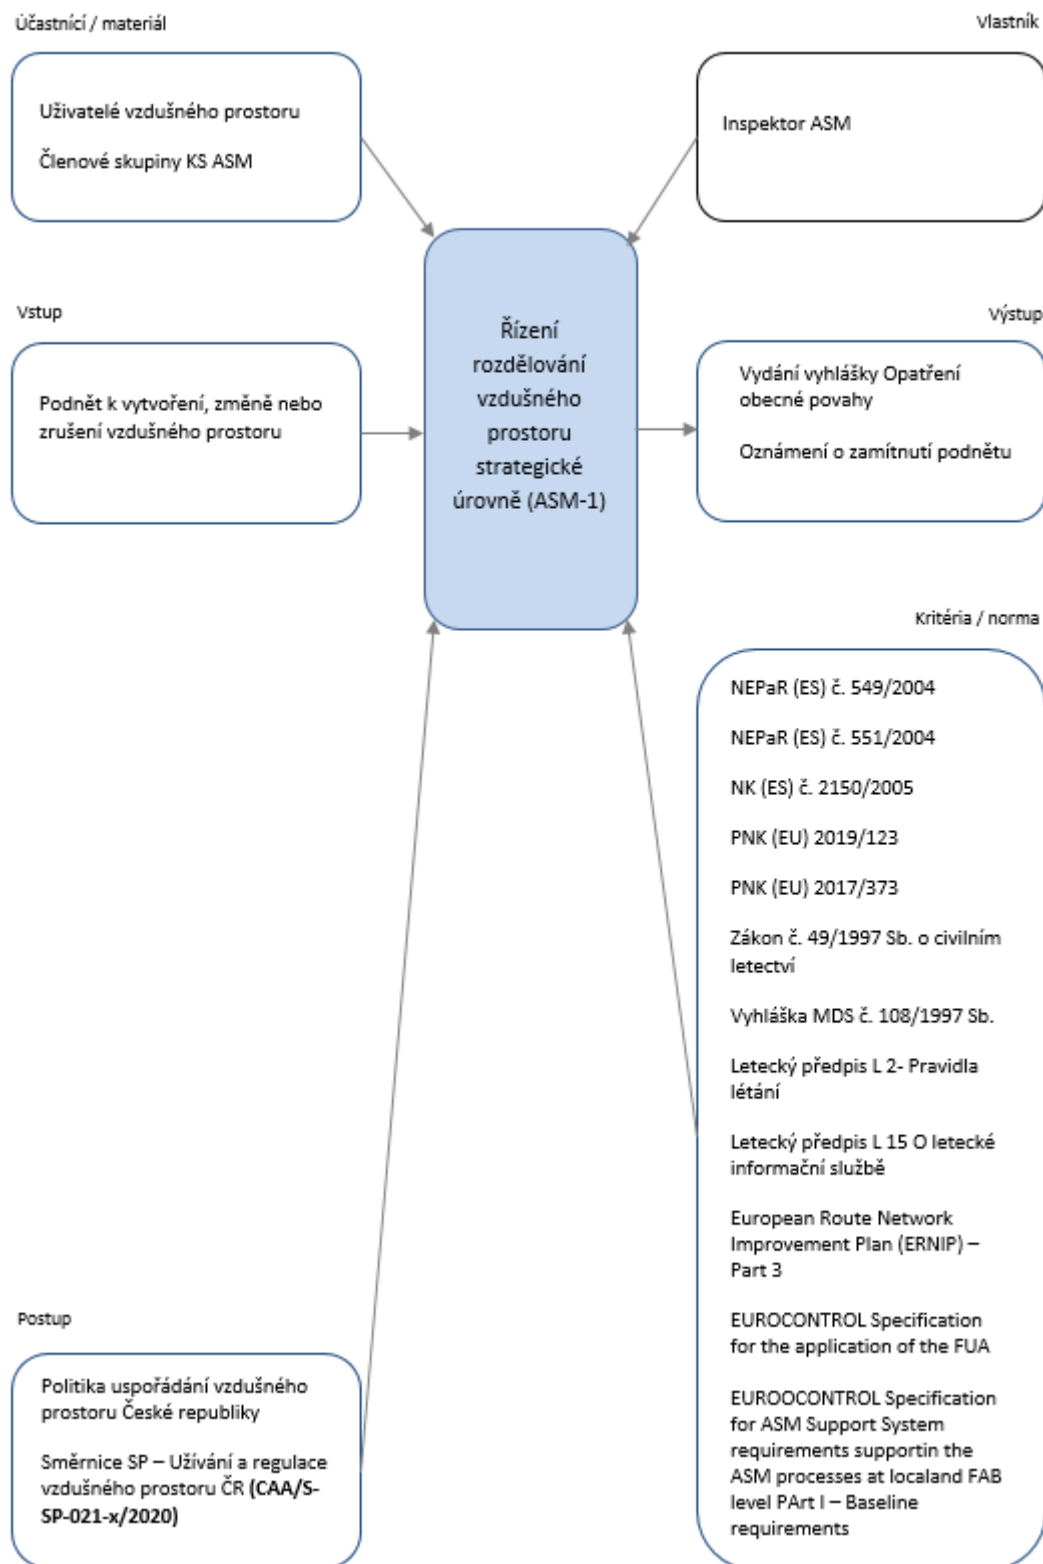 Účastnící / materiál
Vlastník
Uživatelé vzdušného prostoru
Členové skupiny KS ASM
Inspektor ASM
Vstup
Výstup
Podnět k vytvoření, změně nebo
zrušení vzdušného prostoru
Řízení
rozdělování
vzdušného
prostoru
strategické
úrovně (ASM-1)
Vydání vyhlášky Opatření
obecné povahy
Oznámení o zamítnutí podnětu
Kritéria / norma
NEPaR (ES) č. 549/2004
NEPaR (ES) č. 551/2004
NK (ES) č. 2150/2005
PNK (EU) 2019/123
PNK (EU) 2017/373
Zákon č. 49/1997 Sb. o civilním
letectví
Vyhláška MDS č. 108/1997 Sb.
Letecký předpis L 2- Pravidla
létání
Letecký předpis L 15 O letecké
informační službě
European Route Network
Improvement Plan (ERNIP) –
Part 3
EUROCONTROL Specification
for the application of the FUA
EUROOCONTROL Specification
for ASM Support System
requirements supportin the
ASM processes at localand FAB
level PArt I – Baseline
requirements
Postup
Politika uspořádání vzdušného
prostoru České republiky
Směrnice SP – Užívání a regulace
vzdušného prostoru ČR (CAA/S-
SP-021-x/2020)